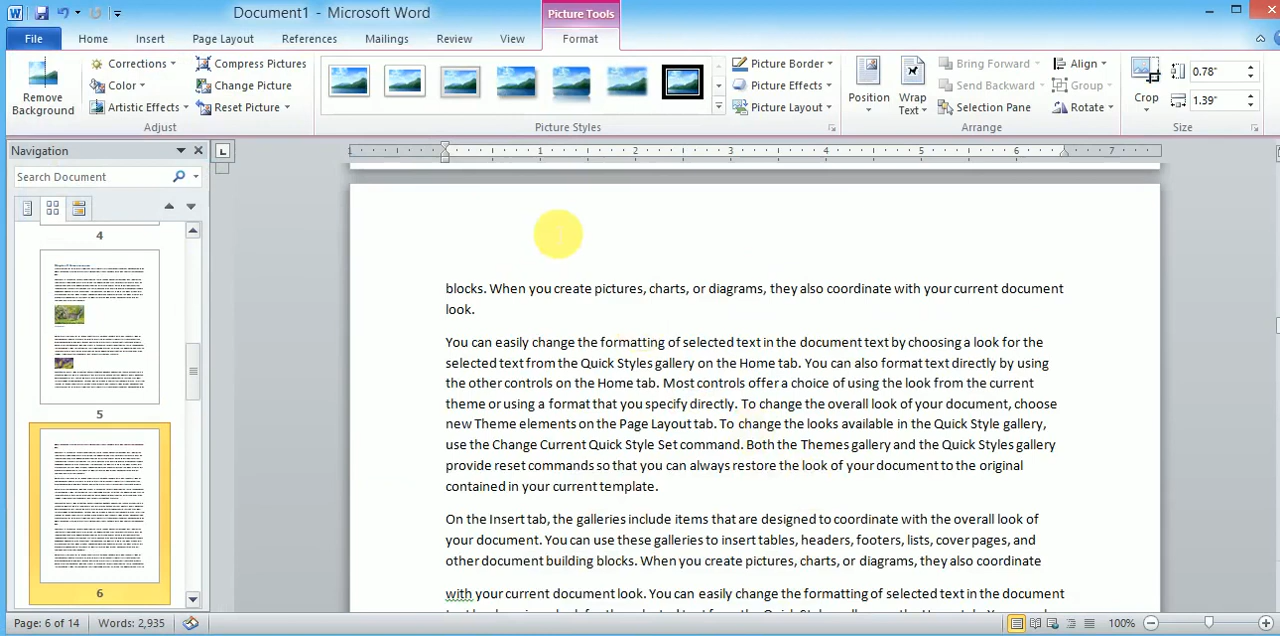 Document1 - Microsoft Word
Picture Tools
File
Home
Insert
Page Layout
References
Mailings
Review
View
Format
Remove Background
Corrections
Color
Artistic Effects
Compress Pictures
Change Picture
Reset Picture
Adjust
Picture Styles
Picture Border
Picture Effects
Picture Layout
Position
Wrap Text
Bring Forward
Send Backward
Selection Pane
Align
Group
Rotate
Arrange
Crop
0.78"
1.39"
Size
Navigation
Search Document
4
5
6
1 1 2 3 4 5 6 7
blocks. When you create pictures, charts, or diagrams, they also coordinate with your current document
look.
You can easily change the formatting of selected text in the document text by choosing a look for the
selected text from the Quick Styles gallery on the Home tab. You can also format text directly by using
the other controls on the Home tab. Most controls offer a choice of using the look from the current
theme or using a format that you specify directly. To change the overall look of your document, choose
new Theme elements on the Page Layout tab. To change the looks available in the Quick Style gallery,
use the Change Current Quick Style Set command. Both the Themes gallery and the Quick Styles gallery
provide reset commands so that you can always restore the look of your document to the original
contained in your current template.
On the Insert tab, the galleries include items that are designed to coordinate with the overall look of
your document. You can use these galleries to insert tables, headers, footers, lists, cover pages, and
other document building blocks. When you create pictures, charts, or diagrams, they also coordinate
with your current document look. You can easily change the formatting of selected text in the document
Page: 6 of 14
Words: 2,935
100%